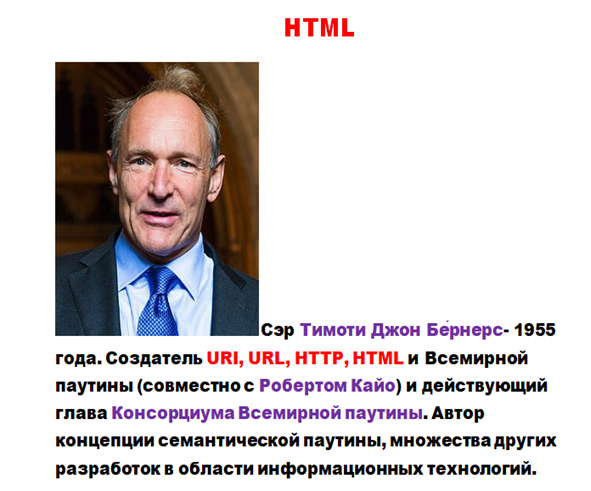 HTML
Сэр Тимоти Джон Бе́рнерс- 1955
года. Создатель URI, URL, HTTP, HTML и Всемирной
паутины (совместно с Робертом Кайо) и действующий
глава Консорциума Всемирной паутины. Автор
концепции семантической паутины, множества других
разработок в области информационных технологий.